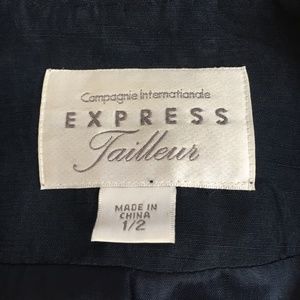 Compagnie Internationale
EXPRESS
Tailleur
MADE IN
CHINA
1/2